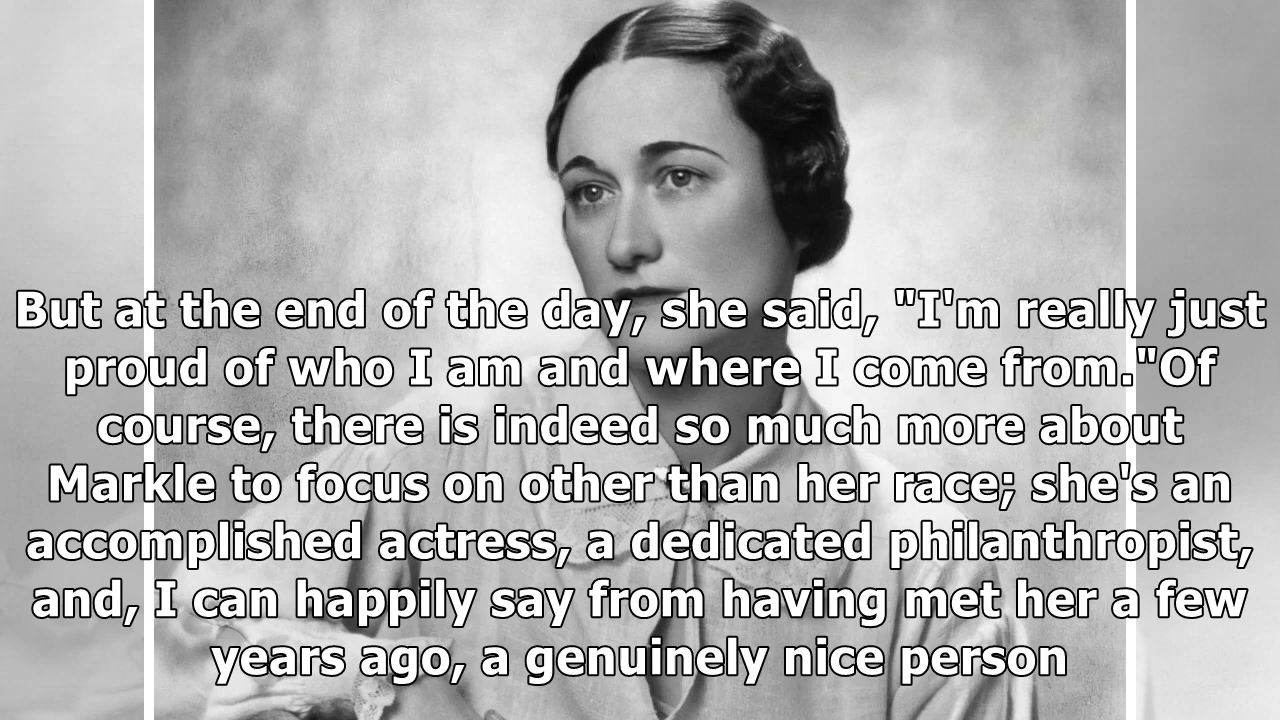 But at the end of the day, she said, "I'm really just
proud of who I am and where I come from."Of
course, there is indeed so much more about
Markle to focus on other than her race; she's an
accomplished actress, a dedicated philanthropist,
and, I can happily say from having met her a few
years ago, a genuinely nice person